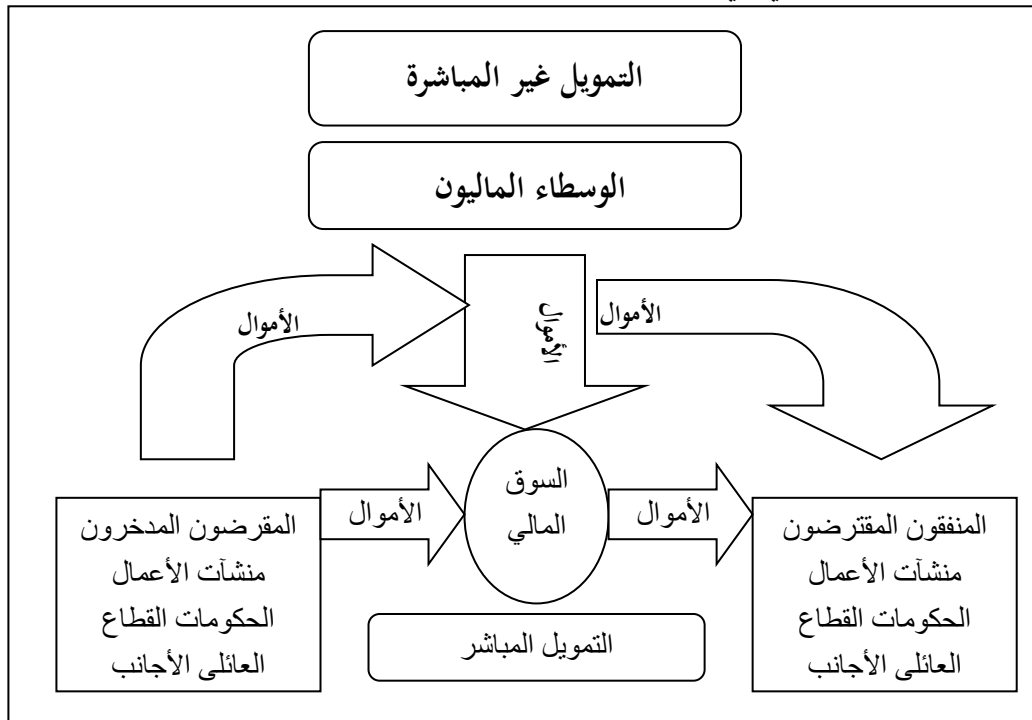 التمويل غير المباشرة
الوسطاء الماليون
الأموال
الأموال
الأموال
السوق
المالي
الأموال
الأموال
المقرضون المدخرون
منشآت الأعمال
الحكومات القطاع
العائلى الأجانب
المنفقون المقترضون
منشآت الأعمال
الحكومات القطاع
العائلى الأجانب
التمويل المباشر